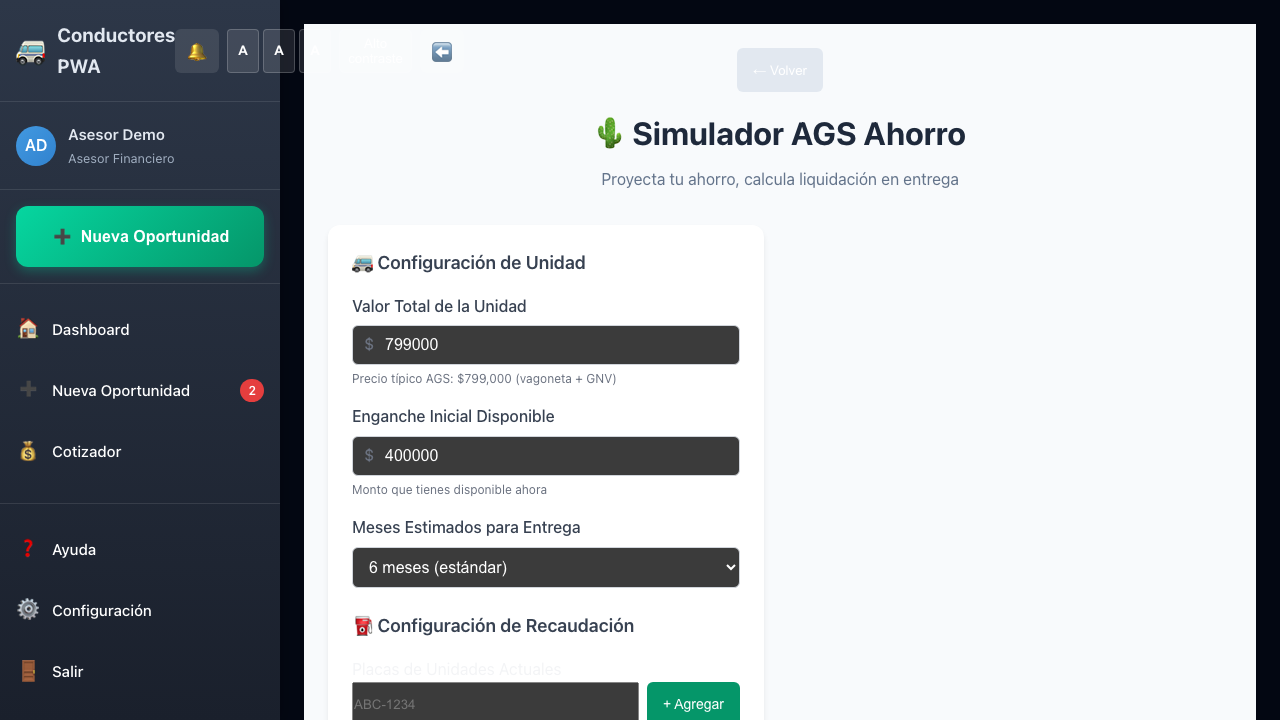 Conductores
PWA
A
A
A
AD
Asesor Demo
Asesor Financiero
Nueva Oportunidad
Dashboard
Nueva Oportunidad
2
Cotizador
Ayuda
Configuración
Salir
← Volver
Simulador AGS Ahorro
Proyecta tu ahorro, calcula liquidación en entrega
Configuración de Unidad
Valor Total de la Unidad
$ 799000
Precio típico AGS: $799,000 (vagoneta + GNV)
Enganche Inicial Disponible
$ 400000
Monto que tienes disponible ahora
Meses Estimados para Entrega
6 meses (estándar)
Configuración de Recaudación
Placas de Unidades Actuales
ABC-1234
+ Agregar